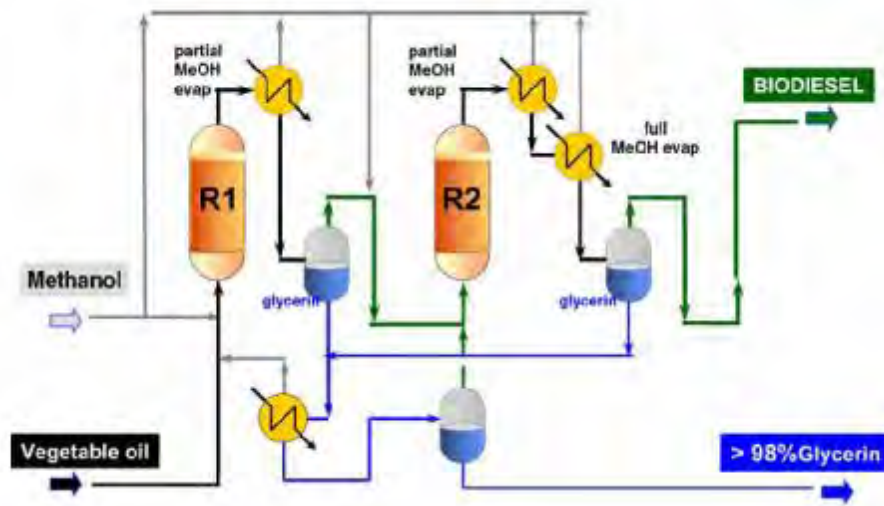 partial
MeOH
evap
partial
MeOH
evap
BIODIESEL
full
MeOH evap
R1
R2
Methanol
glycerin
glycerin
Vegetable oil
> 98%Glycerin